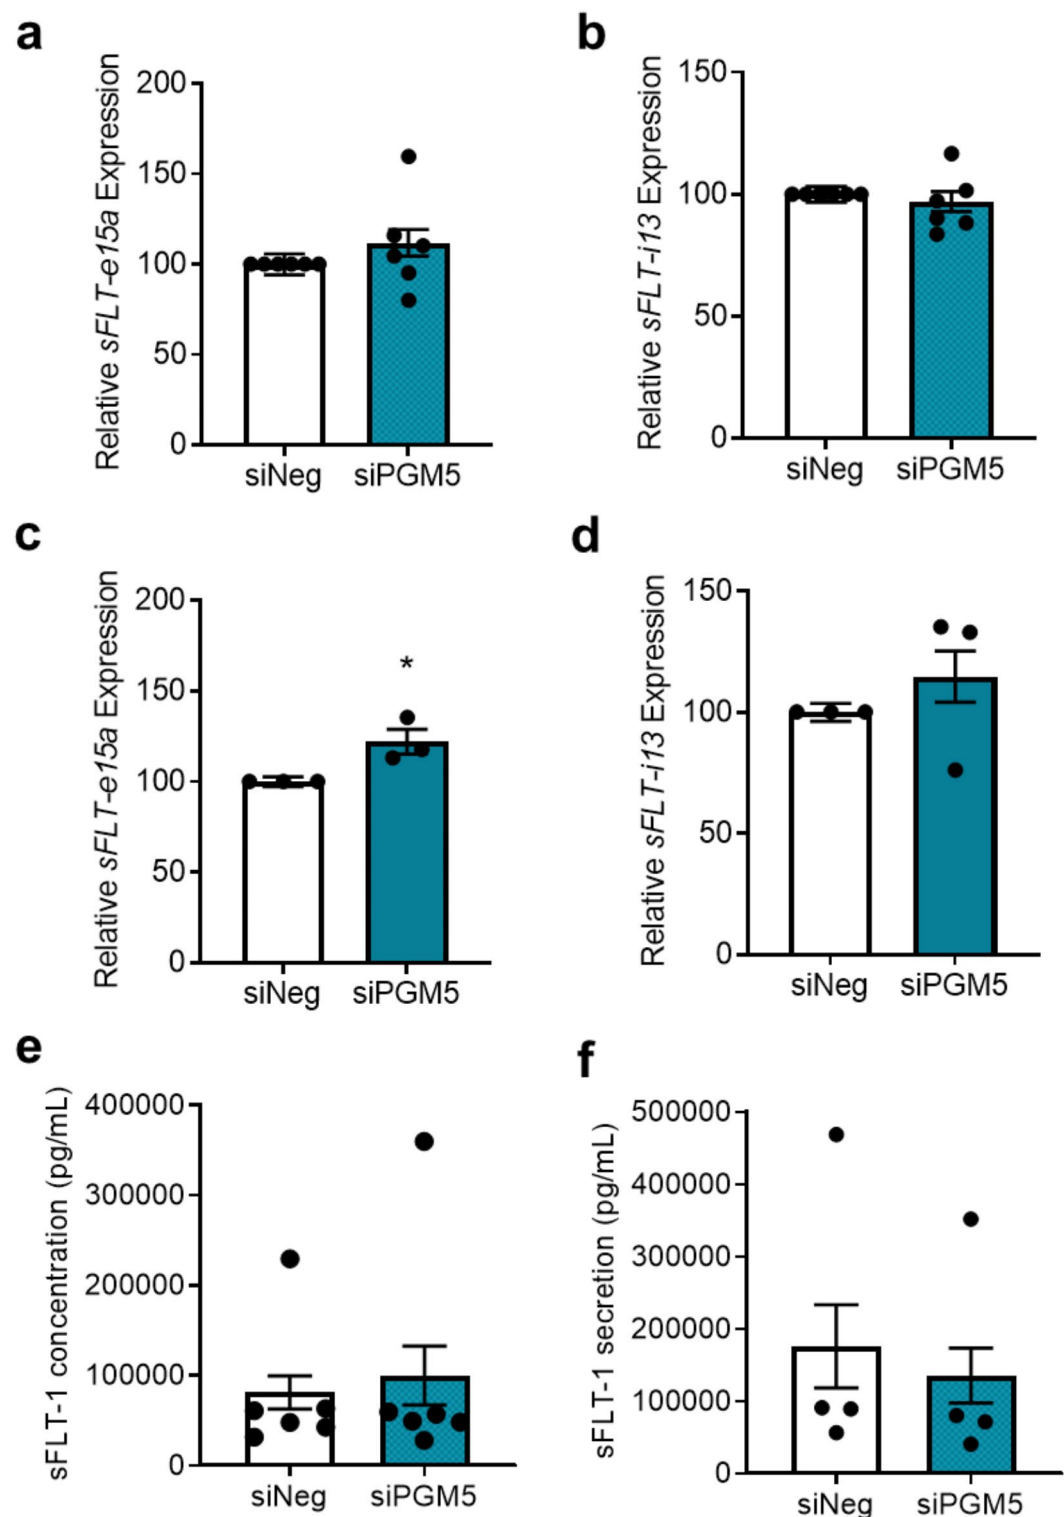 a
Relative sFLT-e15a Expression
200
150
100
50
0
siNeg siPGM5
b
Relative sFLT-i13 Expression
150
100
50
0
siNeg siPGM5
c
Relative sFLT-e15a Expression
200
150
100
50
0
*
siNeg siPGM5
d
Relative sFLT-i13 Expression
150
100
50
0
siNeg siPGM5
e
sFLT-1 concentration (pg/mL)
400000
300000
200000
100000
0
siNeg siPGM5
f
sFLT-1 secretion (pg/mL)
500000
400000
300000
200000
100000
0
siNeg siPGM5